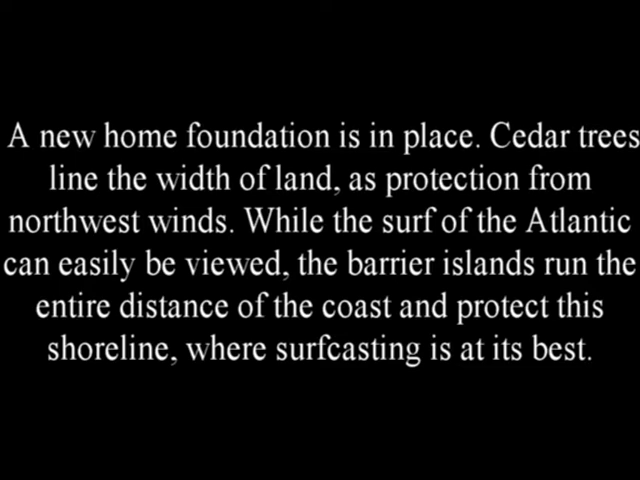 A new home foundation is in place. Cedar trees
line the width of land, as protection from
northwest winds. While the surf of the Atlantic
can easily be viewed, the barrier islands run the
entire distance of the coast and protect this
shoreline, where surfcasting is at its best.